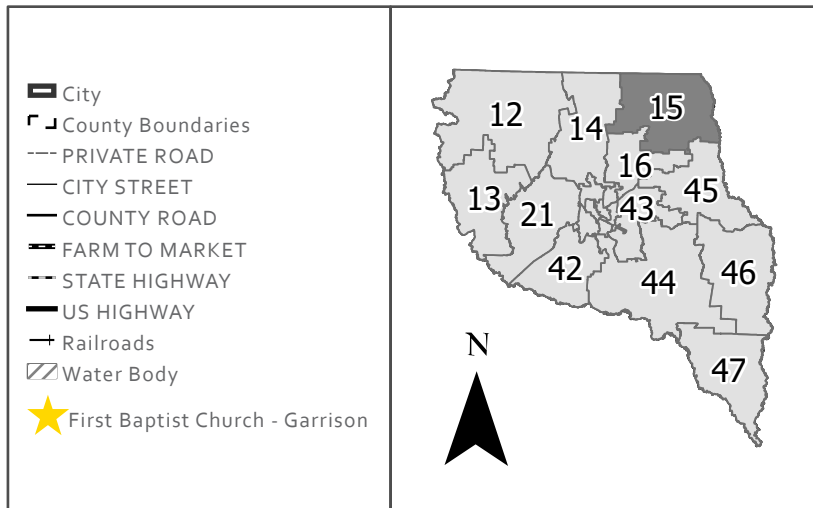 City
County Boundaries
PRIVATE ROAD
CITY STREET
COUNTY ROAD
FARM TO MARKET
STATE HIGHWAY
US HIGHWAY
Railroads
Water Body
First Baptist Church - Garrison
12
14
15
16
13
21
43
45
42
44
46
47
N